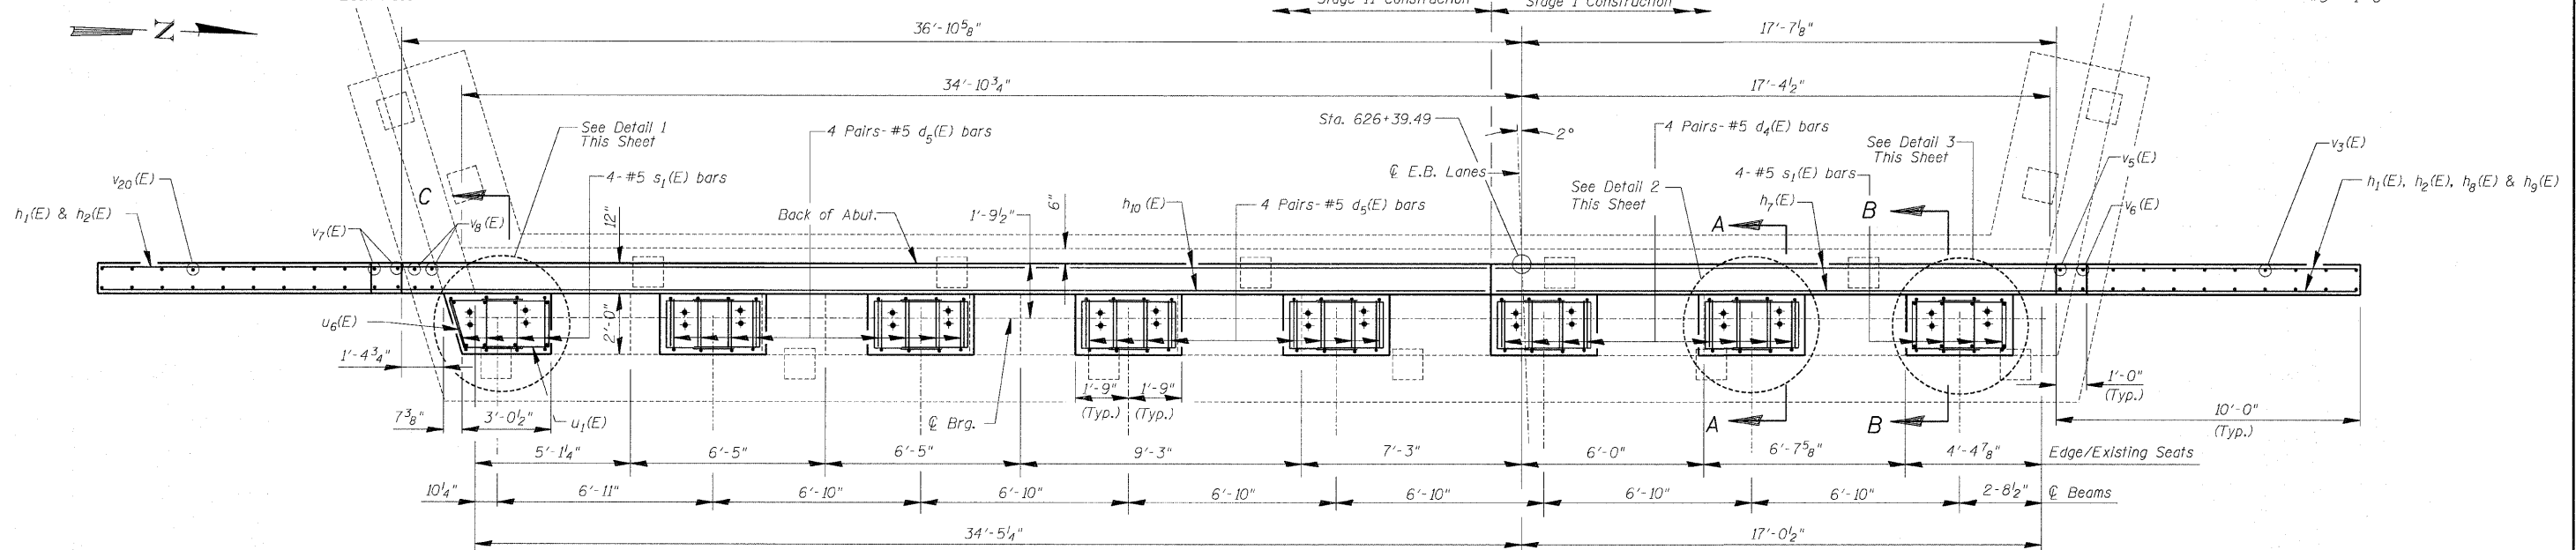 Stage II Construction
Stage I Construction
N
36'-10⅝"
17'-7⅛"
34'-10¾"
17'-4½"
See Detail 1
This Sheet
4 Pairs- #5 d5(E) bars
Sta. 626+39.49
2°
4 Pairs- #5 d4(E) bars
See Detail 3
This Sheet
v5(E)
v3(E)
v20(E)
C
4- #5 s1(E) bars
℄ E.B. Lanes
See Detail 2
This Sheet
4- #5 s1(E) bars
h1(E), h2(E), h8(E) & h9(E)
h1(E) & h2(E)
v7(E)
v8(E)
12"
Back of Abut.
1'-9½"
6"
h10(E)
4 Pairs- #5 d5(E) bars
A
h7(E)
B
v6(E)
u6(E)
2'-0"
1'-4¾"
7⅜"
3'-0½"
u1(E)
1'-9"
(Typ.)
1'-9"
(Typ.)
℄ Brg.
A
B
1'-0"
(Typ.)
10'-0"
(Typ.)
5'-1¼"
6'-5"
6'-5"
9'-3"
7'-3"
6'-0"
6'-7⅝"
4'-4⅞"
Edge/Existing Seats
10¼"
6'-11"
6'-10"
6'-10"
6'-10"
6'-10"
6'-10"
6'-10"
2-8½"
℄ Beams
34'-5¼"
17'-0½"